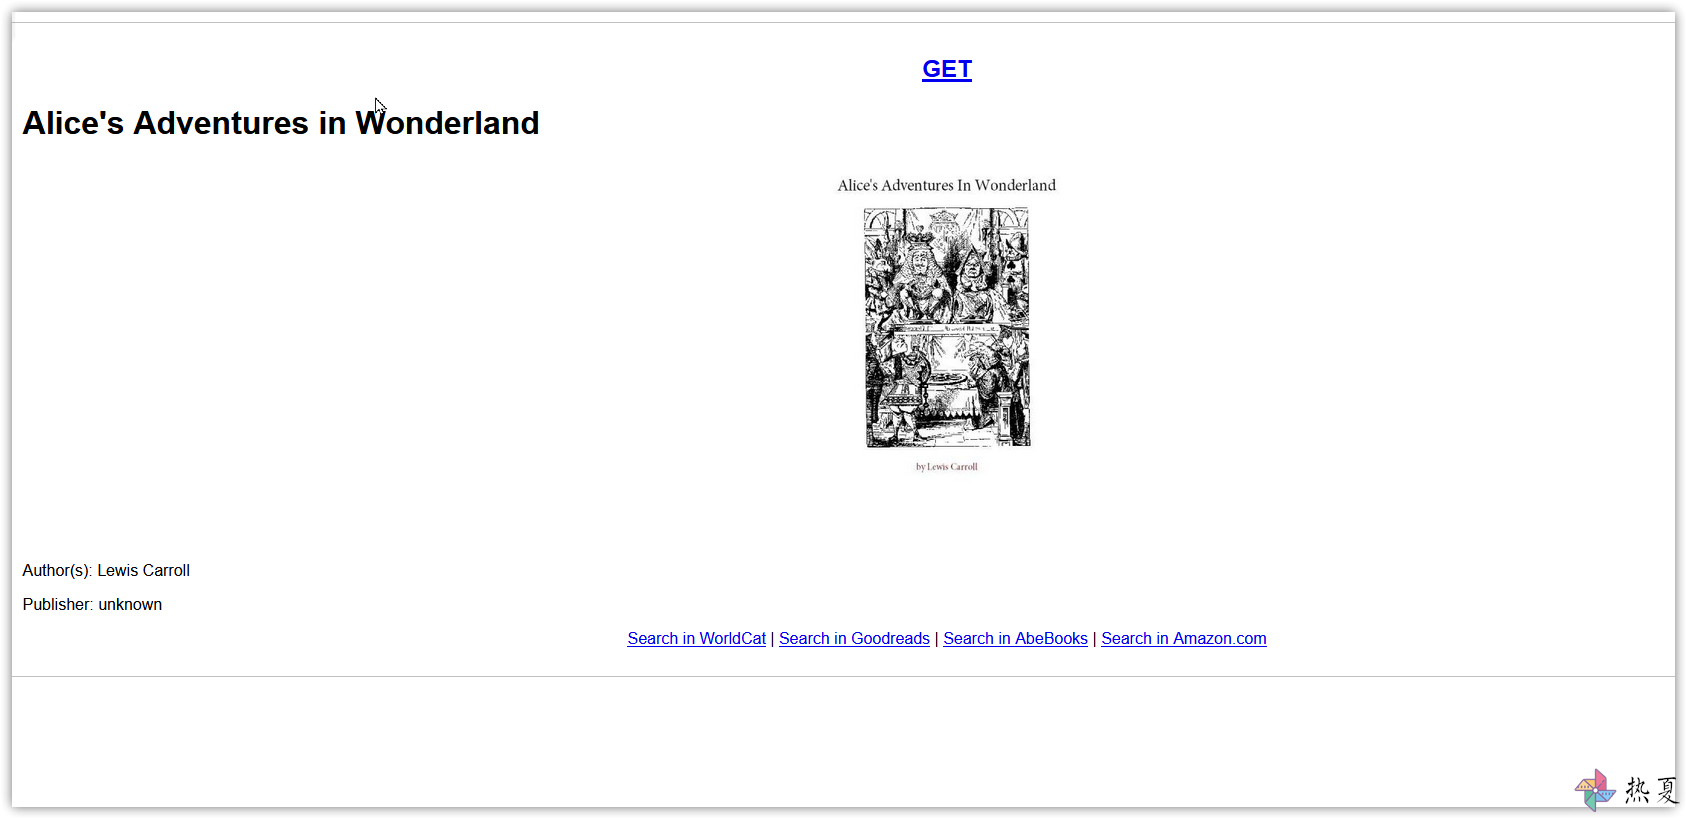 GET
Alice's Adventures in Wonderland
Alice's Adventures In Wonderland
by Lewis Carroll
Author(s): Lewis Carroll
Publisher: unknown
Search in WorldCat | Search in Goodreads | Search in AbeBooks | Search in Amazon.com
热夏